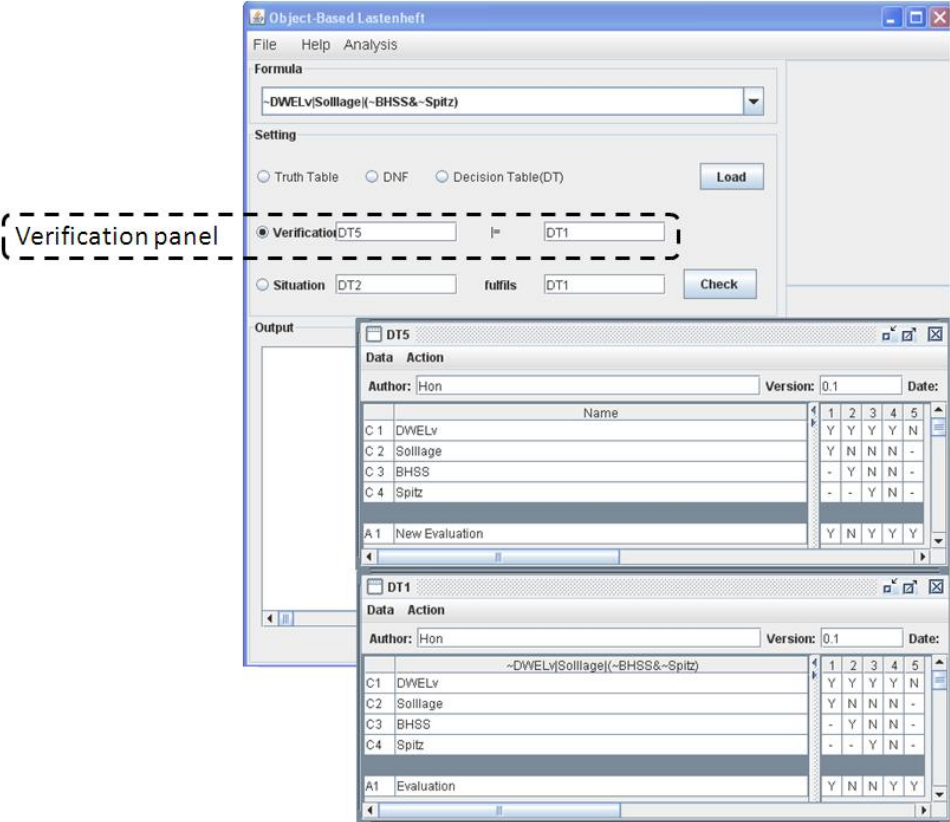 Object-Based Lastenheft
File Help Analysis
Formula
~DWELv|Solllage|(~BHSS&~Spitz)
Setting
Truth Table DNF Decision Table(DT) Load
Verification panel
Verification DT5 |= DT1
Situation DT2 fulfils DT1 Check
Output
DT5
Data Action
Author: Hon Version: 0.1 Date:
Name 1 2 3 4 5
C 1 DWELv Y Y Y Y N
C 2 Solllage Y N N N -
C 3 BHSS - Y N N -
C 4 Spitz - - Y N -
A 1 New Evaluation Y N Y Y Y
DT1
Data Action
Author: Hon Version: 0.1 Date:
~DWELv|Solllage|(~BHSS&~Spitz) 1 2 3 4 5
C1 DWELv Y Y Y Y N
C2 Solllage Y N N N -
C3 BHSS - Y N N -
C4 Spitz - - Y N -
A1 Evaluation Y N N Y Y